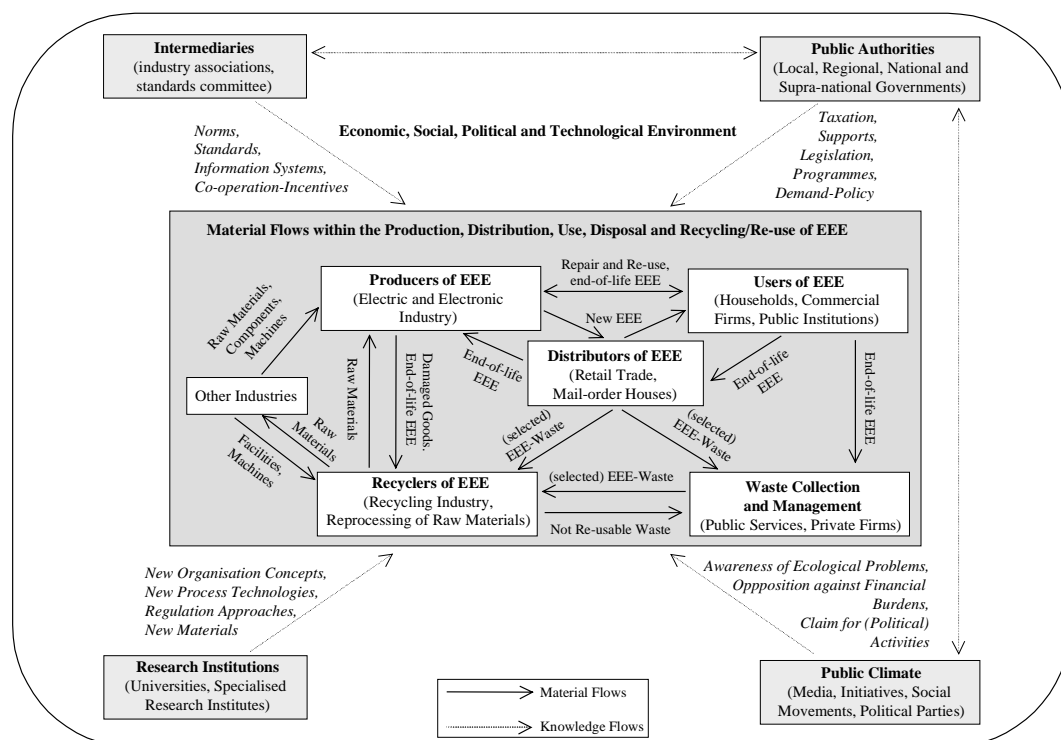 Intermediaries
(industry associations,
standards committee)
Public Authorities
(Local, Regional, National and
Supra-national Governments)
Economic, Social, Political and Technological Environment
Norms,
Standards,
Information Systems,
Co-operation-Incentives
Taxation,
Supports,
Legislation,
Programmes,
Demand-Policy
Material Flows within the Production, Distribution, Use, Disposal and Recycling/Re-use of EEE
Producers of EEE
(Electric and Electronic
Industry)
Repair and Re-use,
end-of-life EEE
Users of EEE
(Households, Commercial
Firms, Public Institutions)
Raw Materials,
Components,
Machines
New EEE
Distributors of EEE
(Retail Trade,
Mail-order Houses)
End-of-life
EEE
End-of-life
EEE
End-of-life EEE
Raw Materials
Damaged Goods.
End-of-life EEE
Other Industries
Raw
Materials
Facilities,
Machines
(selected)
EEE-Waste
(selected)
EEE-Waste
Recyclers of EEE
(Recycling Industry,
Reprocessing of Raw Materials)
(selected) EEE-Waste
Not Re-usable Waste
Waste Collection
and Management
(Public Services, Private Firms)
New Organisation Concepts,
New Process Technologies,
Regulation Approaches,
New Materials
Awareness of Ecological Problems,
Oppposition against Financial
Burdens,
Claim for (Political)
Activities
Research Institutions
(Universities, Specialised
Research Institutes)
Material Flows
Knowledge Flows
Public Climate
(Media, Initiatives, Social
Movements, Political Parties)